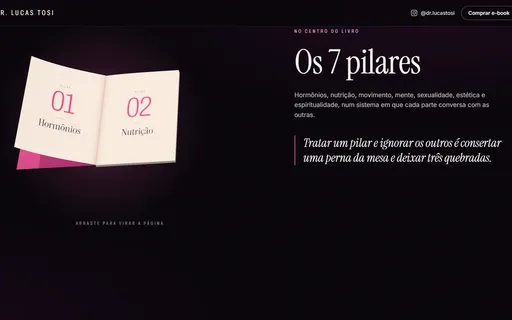 R. LUCAS TOSI
@dr.lucastosi
Comprar e-book
NO CENTRO DO LIVRO
Os 7 pilares
Hormônios, nutrição, movimento, mente, sexualidade, estética e
espiritualidade, num sistema em que cada parte conversa com as
outras.
Tratar um pilar e ignorar os outros é consertar
uma perna da mesa e deixar três quebradas.
01
Hormônios
02
Nutrição
ARRASTE PARA VIRAR A PÁGINA